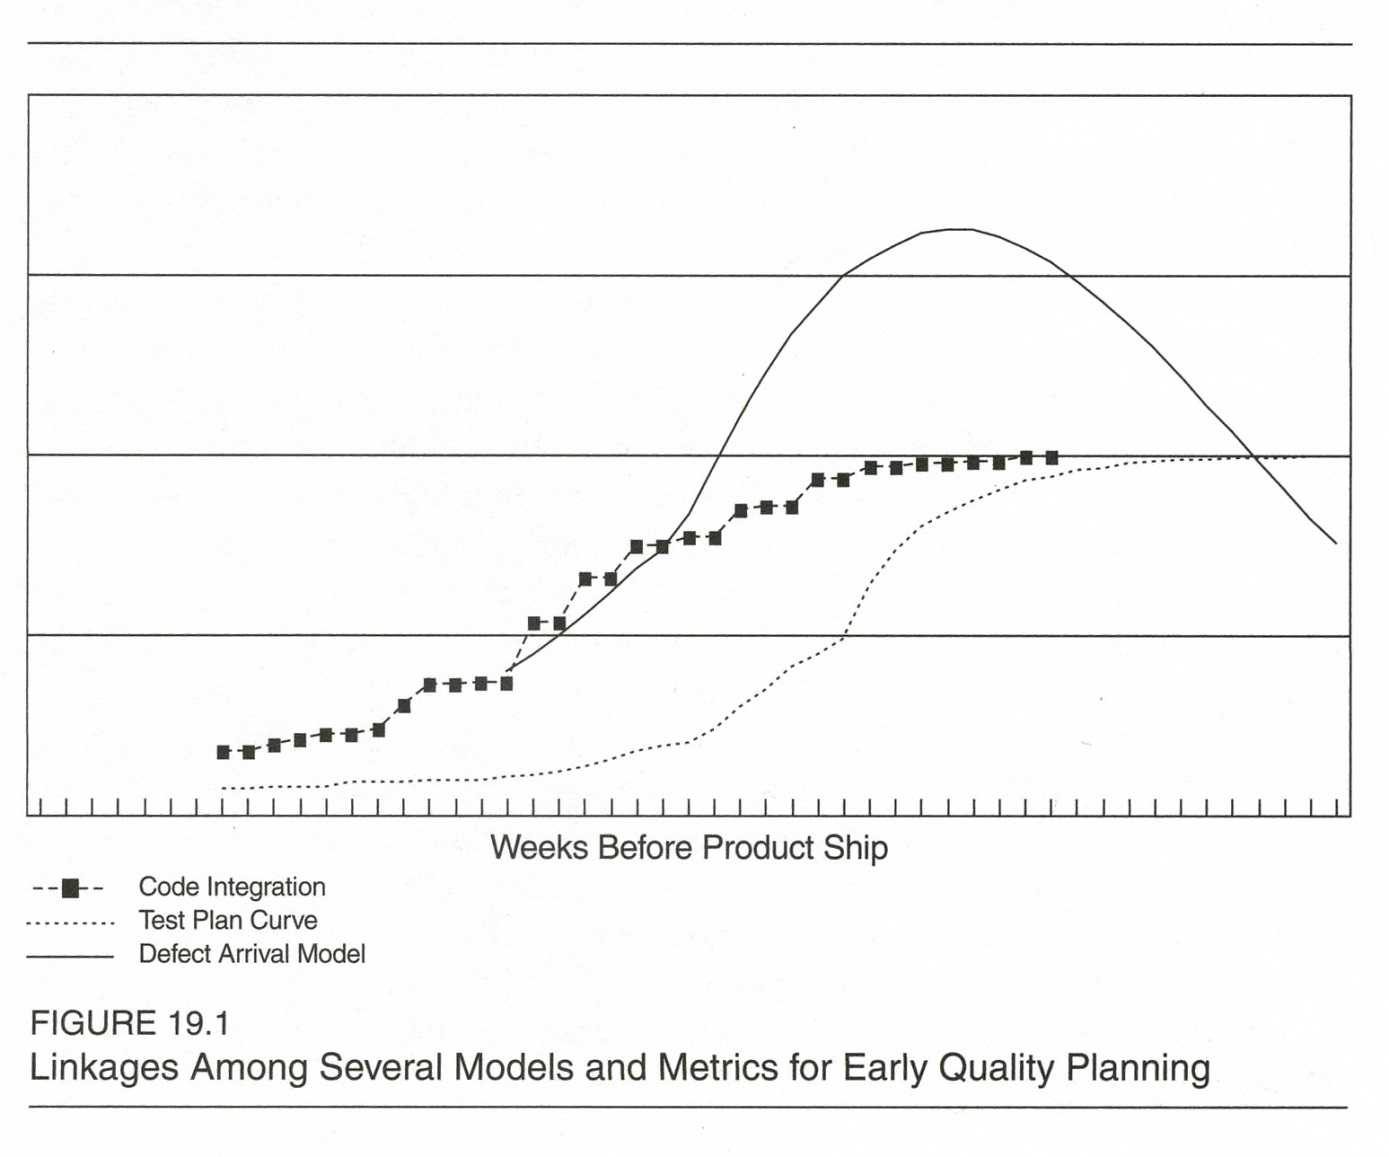 Weeks Before Product Ship
Code Integration
Test Plan Curve
Defect Arrival Model
FIGURE 19.1
Linkages Among Several Models and Metrics for Early Quality Planning